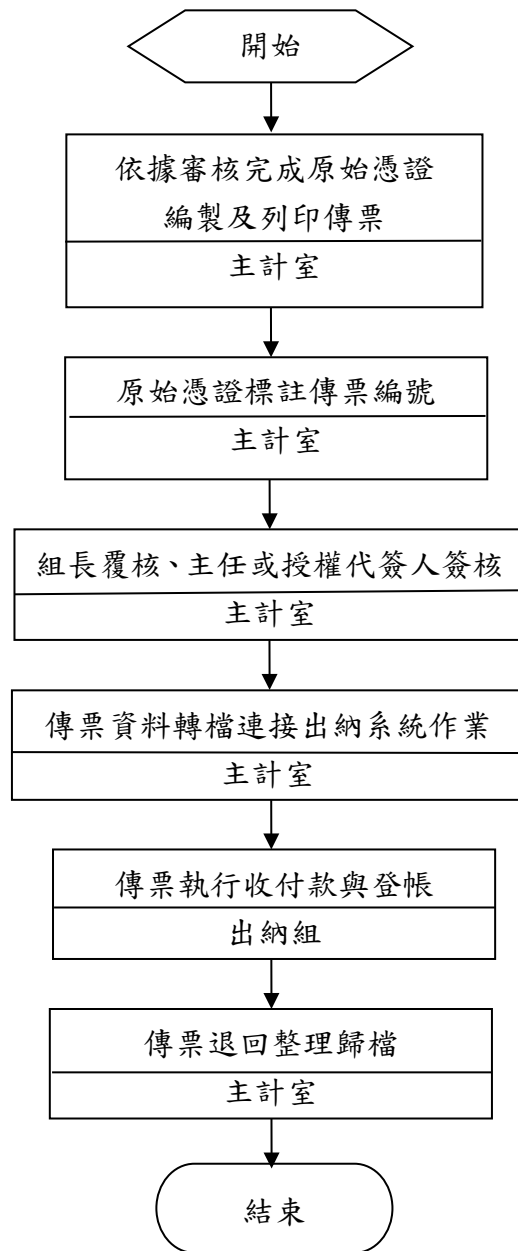 開始
依據審核完成原始憑證
編製及列印傳票
主計室
原始憑證標註傳票編號
主計室
組長覆核、主任或授權代簽人簽核
主計室
傳票資料轉檔連接出納系統作業
主計室
傳票執行收付款與登帳
出納組
傳票退回整理歸檔
主計室
結束